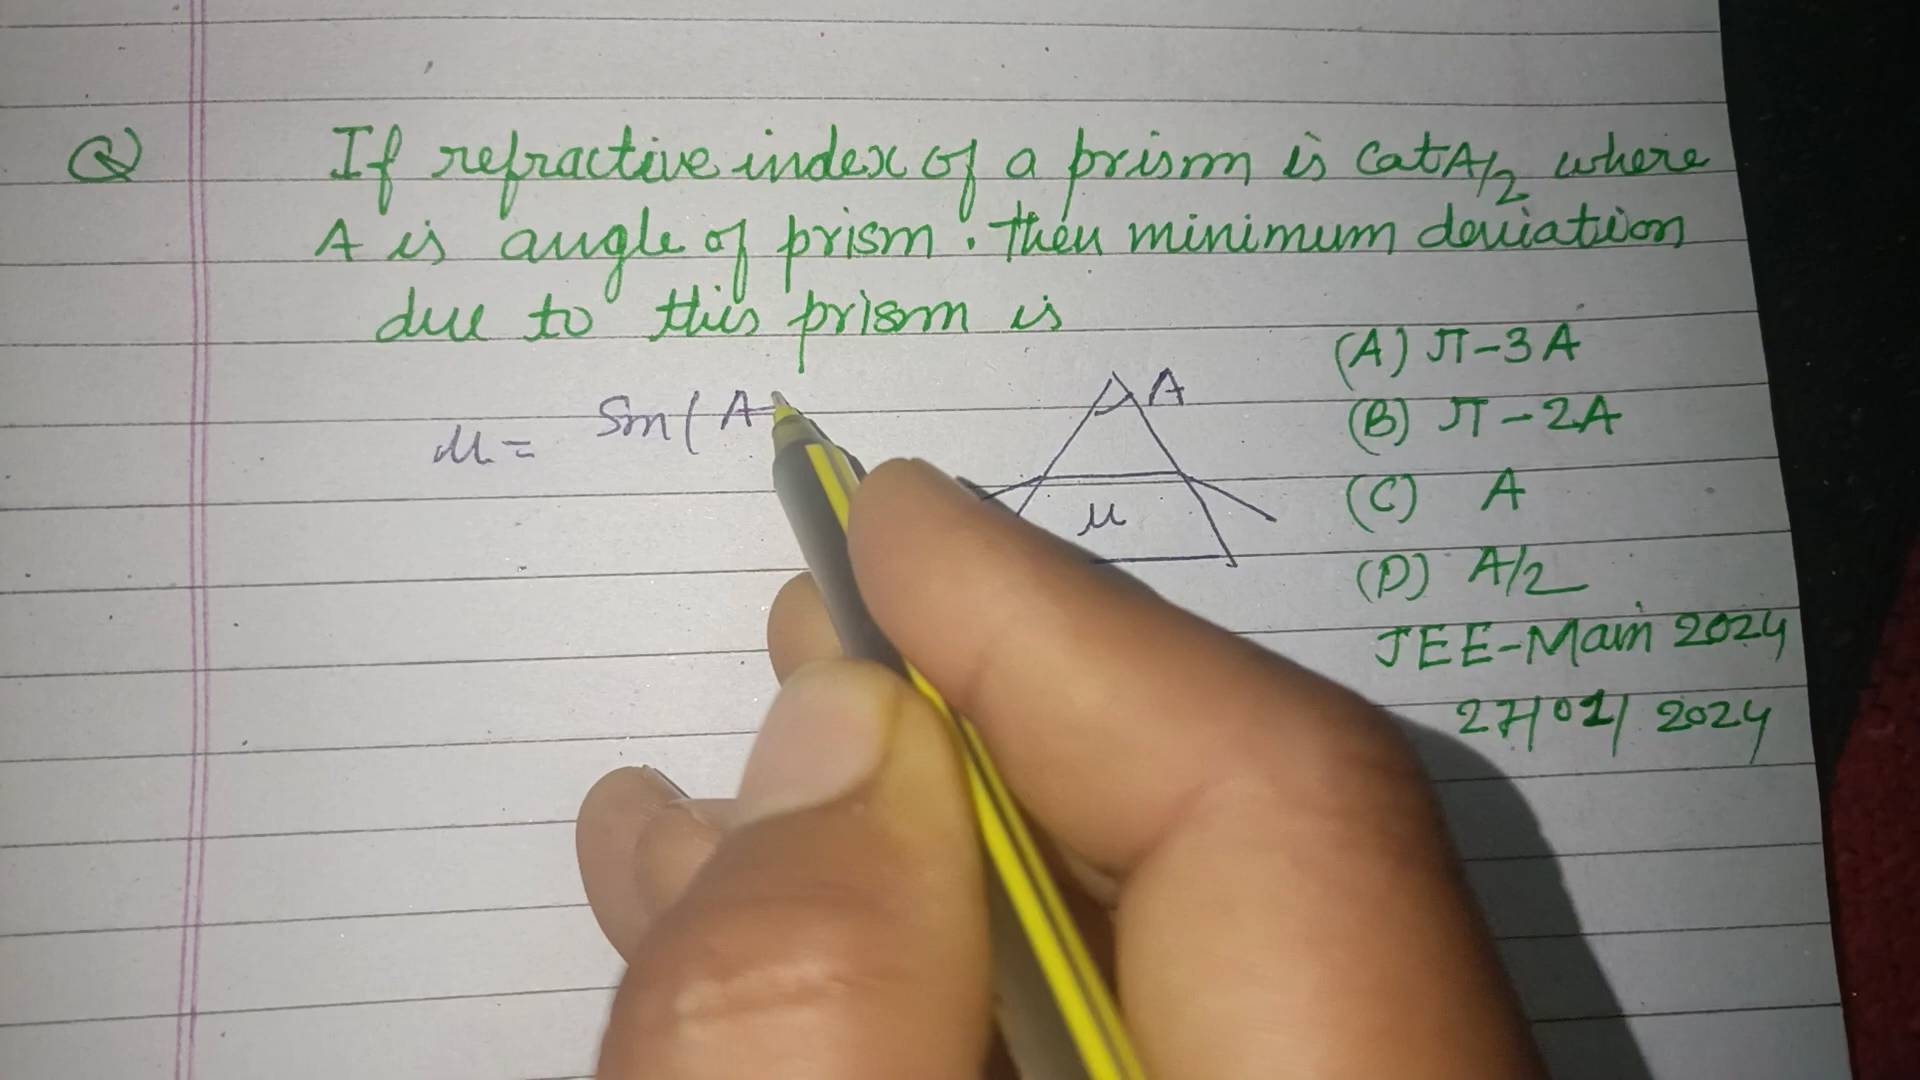 Q If refractive index of a prism is cotA/2 where
A is angle of prism. then minimum deviation
due to this prism is
(A) π-3A
(B) π-2A
(C) A
(D) A/2
JEE-Main 2024
27/01/2024
μ= Sin(A
A
μ